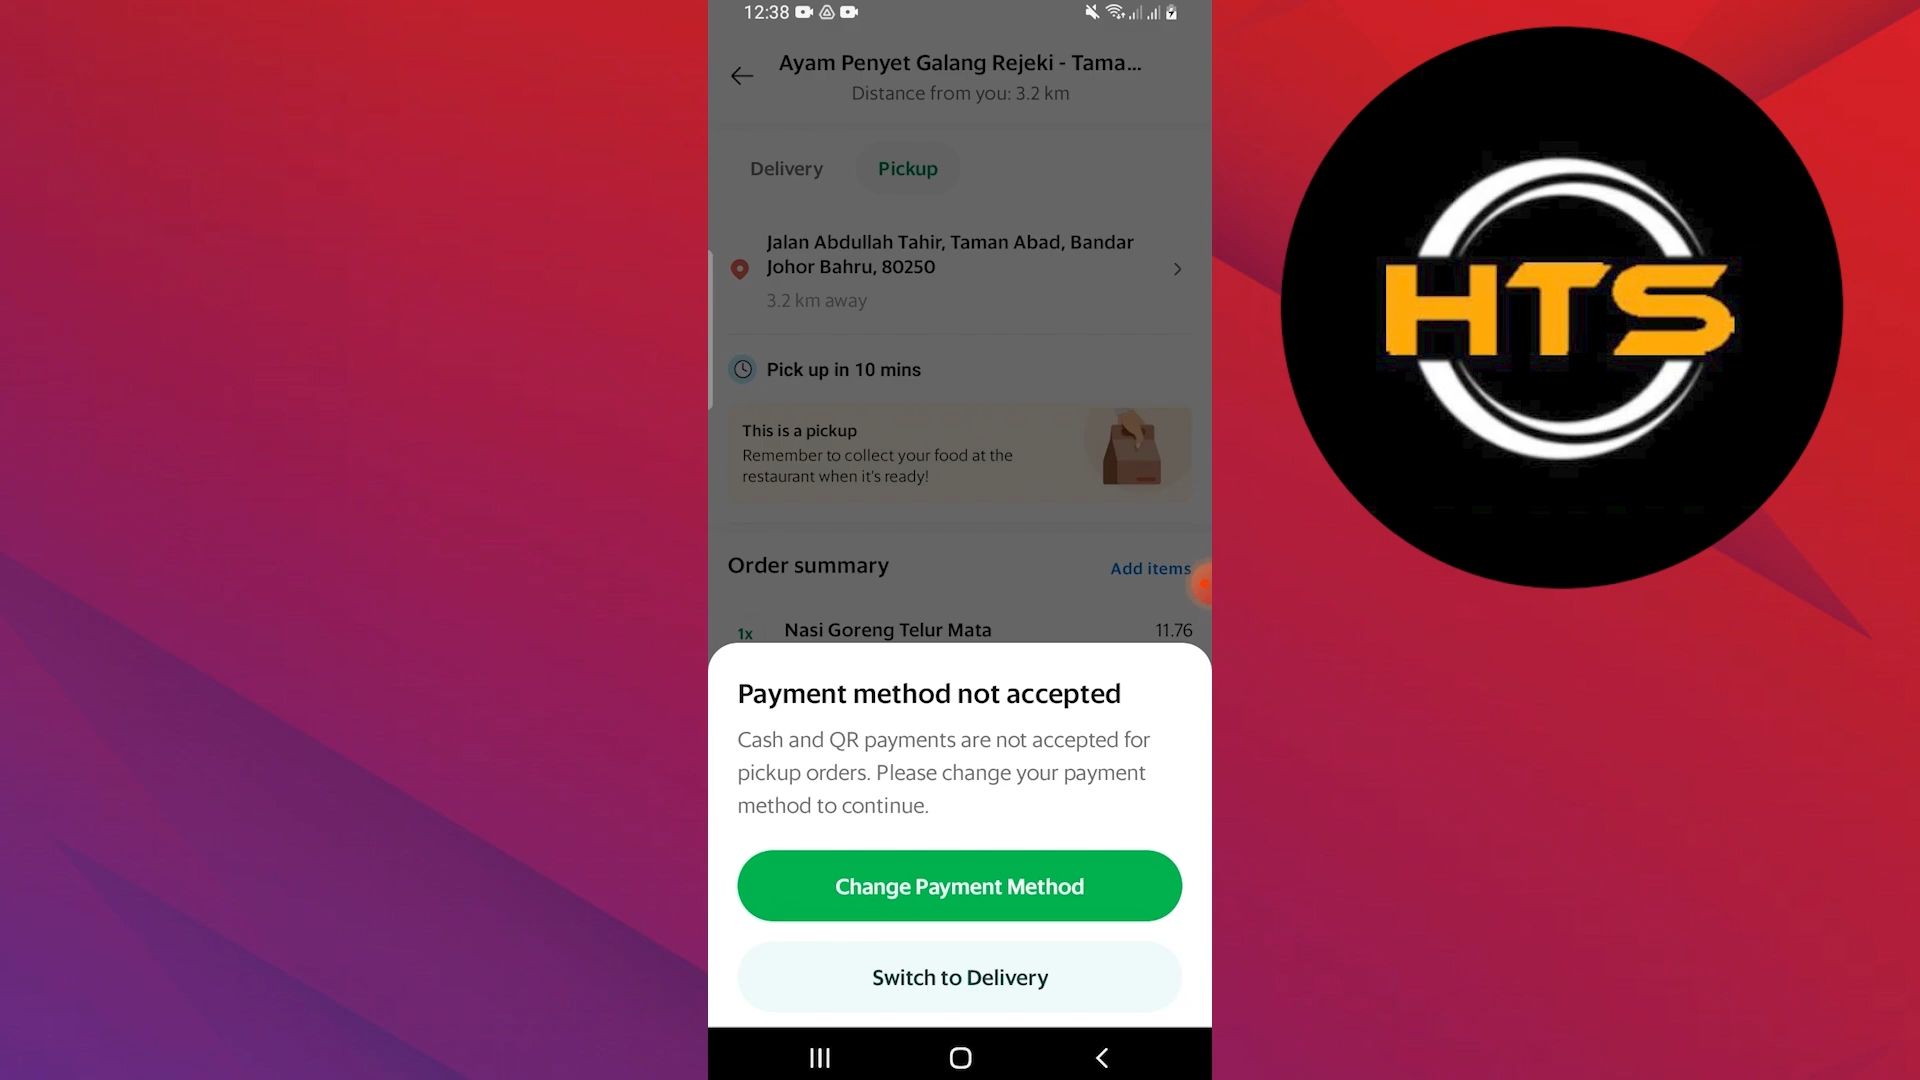 12:38
Ayam Penyet Galang Rejeki - Tama...
Distance from you: 3.2 km
Delivery
Pickup
Jalan Abdullah Tahir, Taman Abad, Bandar
Johor Bahru, 80250
3.2 km away
Pick up in 10 mins
This is a pickup
Remember to collect your food at the
restaurant when it's ready!
Order summary
Add items
1x
Nasi Goreng Telur Mata
11.76
Payment method not accepted
Cash and QR payments are not accepted for
pickup orders. Please change your payment
method to continue.
Change Payment Method
Switch to Delivery
HTS